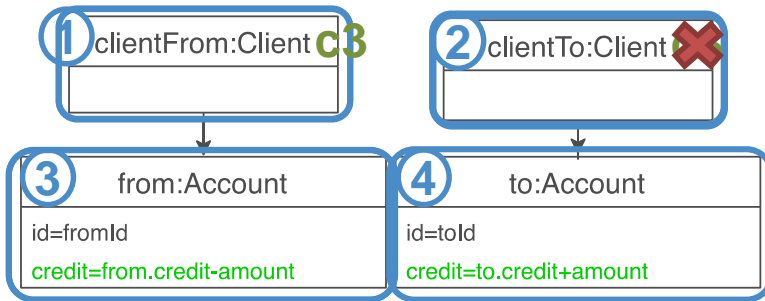 1
clientFrom:Client c3
2
clientTo:Client
3
from:Account
id=fromId
credit=from.credit-amount
4
to:Account
id=toId
credit=to.credit+amount